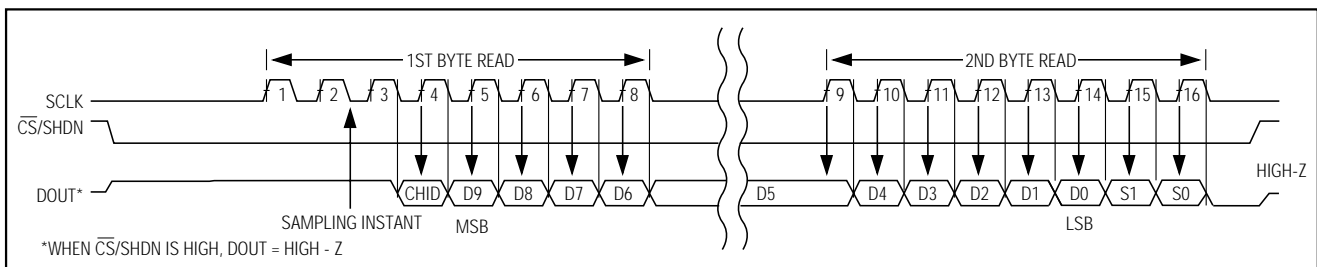 1ST BYTE READ 2ND BYTE READ
SCLK 1 2 3 4 5 6 7 8 9 10 11 12 13 14 15 16
CS/SHDN
HIGH-Z
DOUT* CHID D9 D8 D7 D6 D5 D4 D3 D2 D1 D0 S1 S0
SAMPLING INSTANT MSB LSB
*WHEN CS/SHDN IS HIGH, DOUT = HIGH - Z